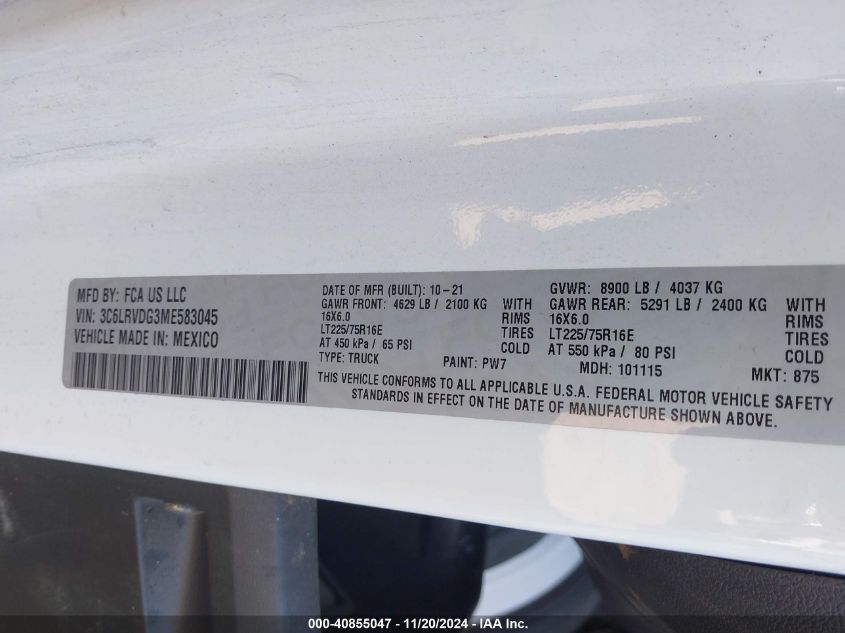 MFD BY: FCA US LLC
VIN: 3C6LRVDG3ME583045
VEHICLE MADE IN: MEXICO
DATE OF MFR (BUILT): 10-21
GAWR FRONT: 4629 LB / 2100 KG WITH
16X6.0 RIMS
LT225/75R16E TIRES
AT 450 kPa / 65 PSI COLD
TYPE: TRUCK PAINT: PW7
GVWR: 8900 LB / 4037 KG
GAWR REAR: 5291 LB / 2400 KG WITH
16X6.0 RIMS
LT225/75R16E TIRES
AT 550 kPa / 80 PSI COLD
MDH: 101115 MKT: 875
THIS VEHICLE CONFORMS TO ALL APPLICABLE U.S.A. FEDERAL MOTOR VEHICLE SAFETY
STANDARDS IN EFFECT ON THE DATE OF MANUFACTURE SHOWN ABOVE.
000-40855047 - 11/20/2024 - IAA Inc.